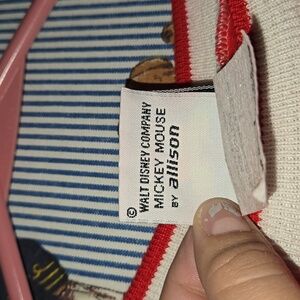 © WALT DISNEY COMPANY
MICKEY MOUSE
BY allison